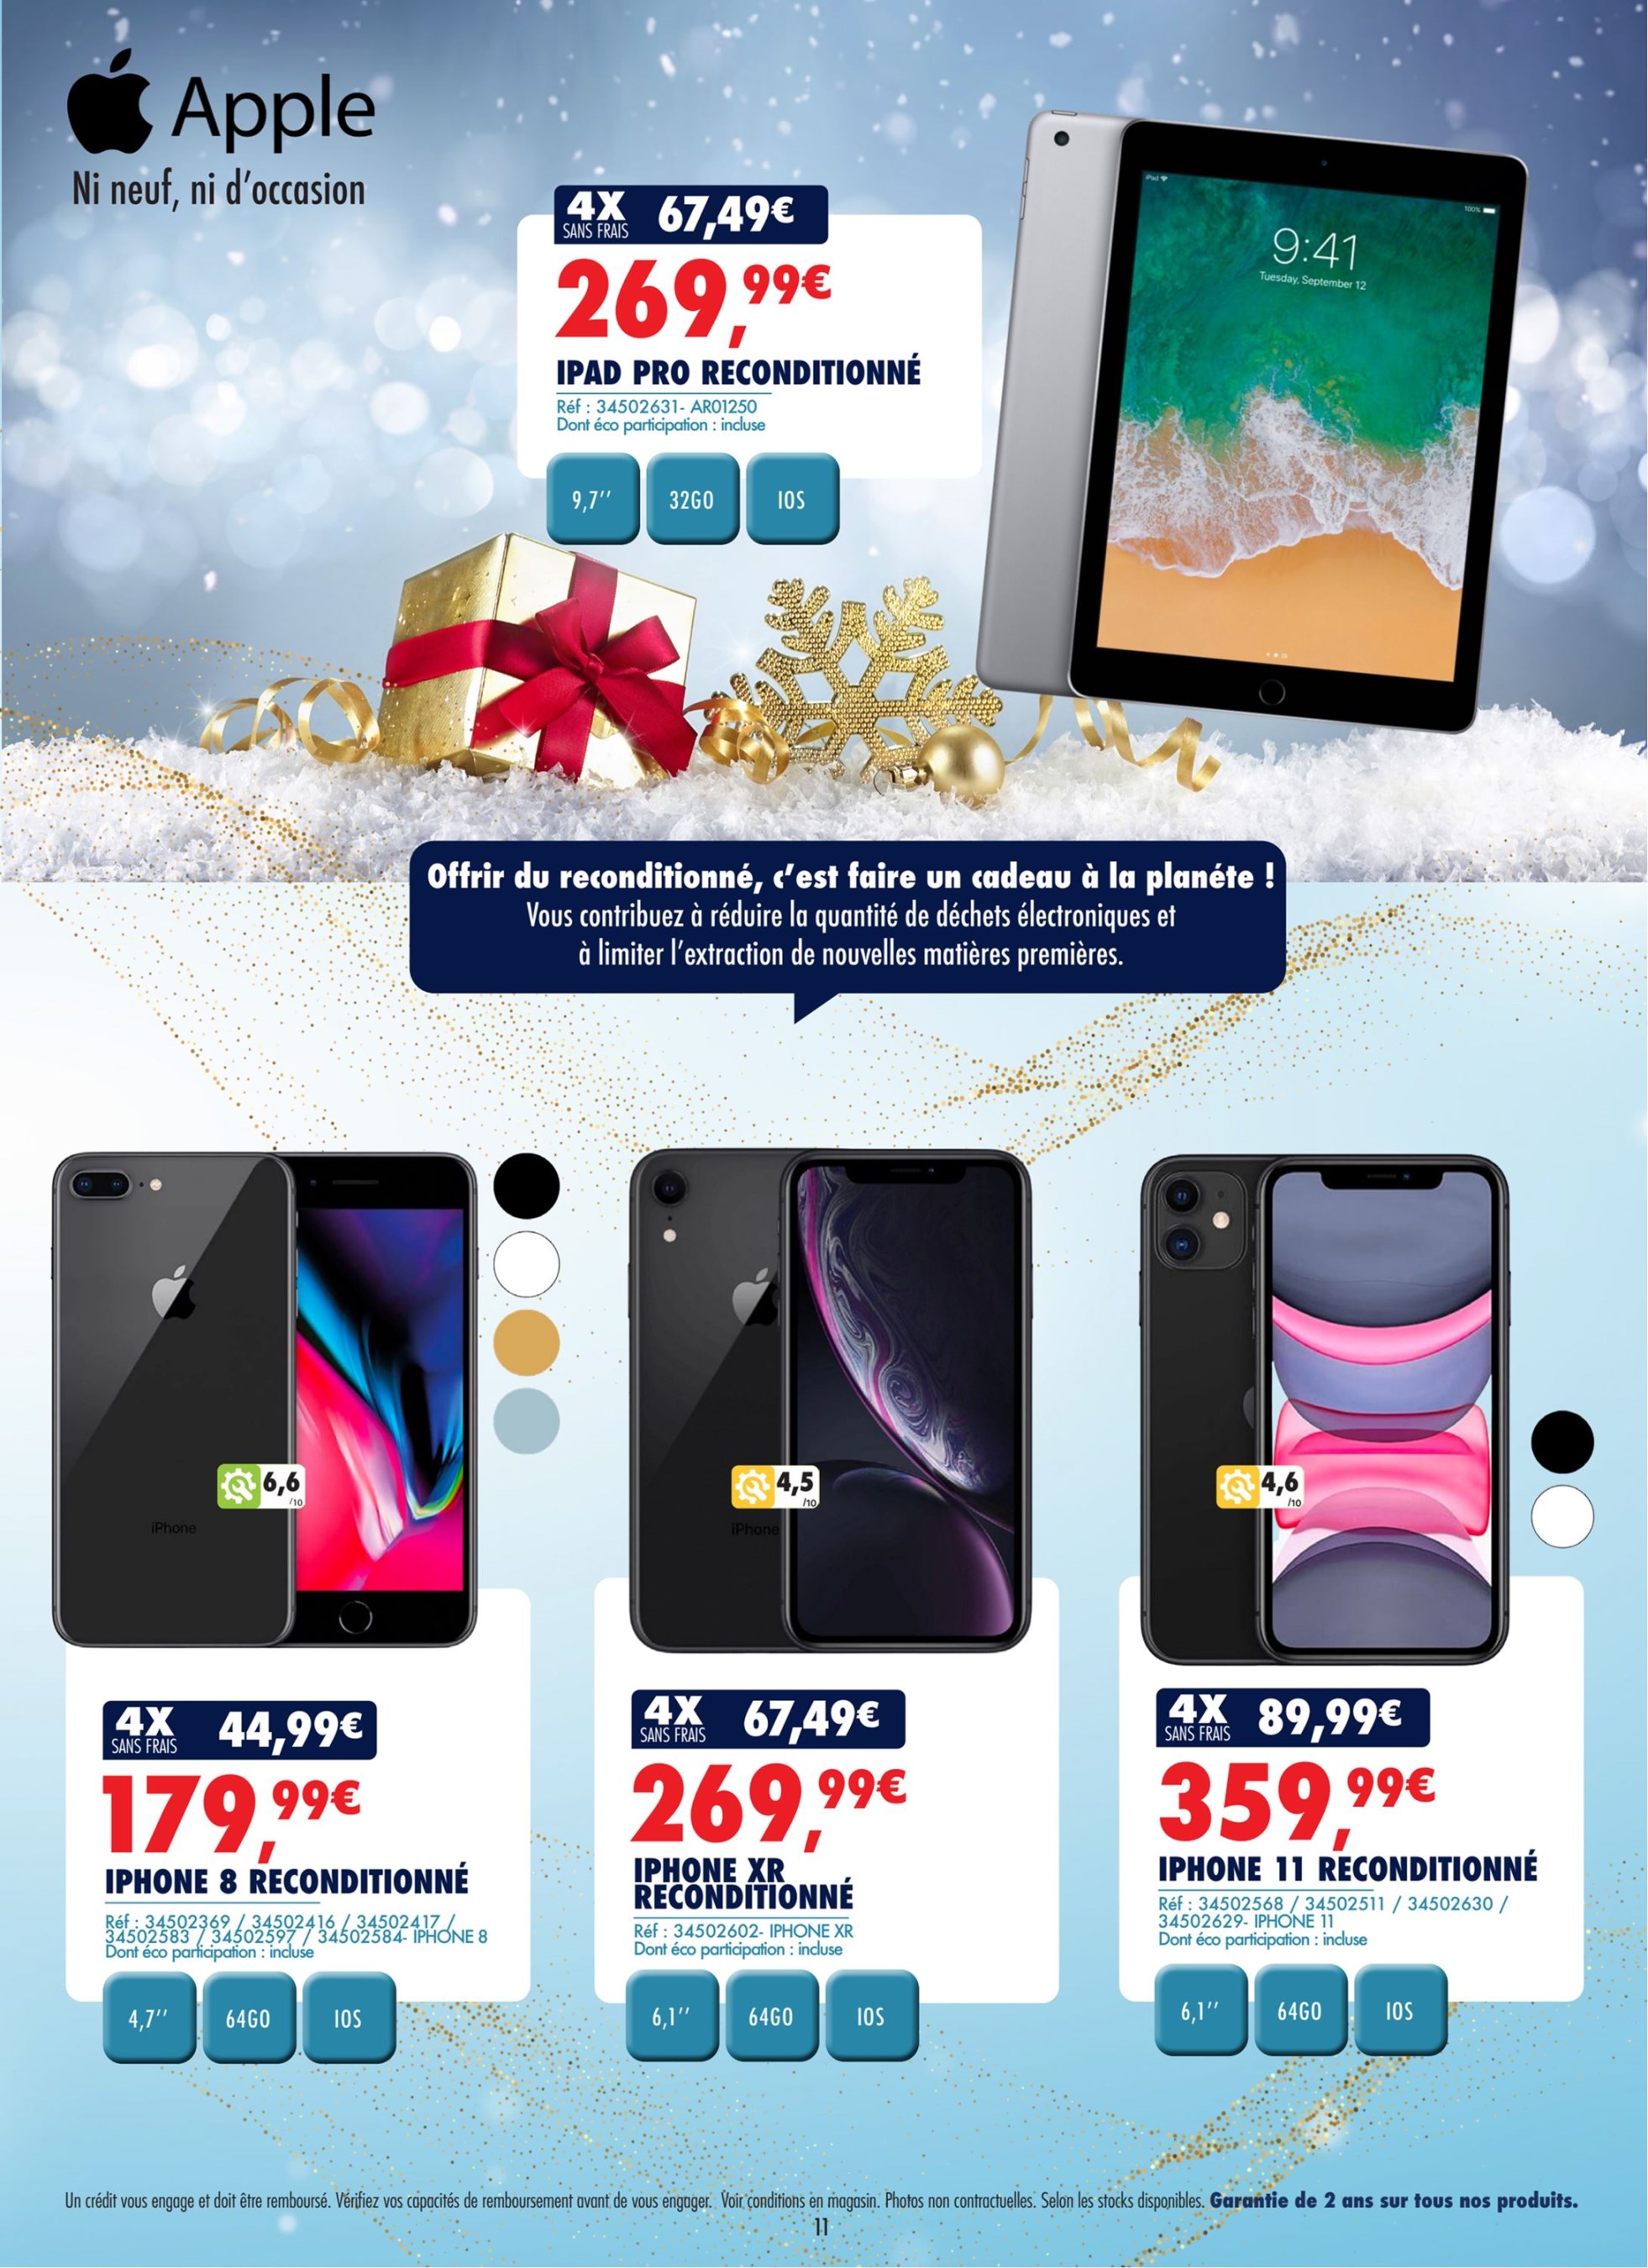 Apple
Ni neuf, ni d'occasion
4X SANS FRAIS 67,49€
269,99€
IPAD PRO RECONDITIONNÉ
Réf : 34502631- AR01250
Dont éco participation : incluse
9,7'' 32GO IOS
iPad 100%
9:41
Tuesday, September 12
Offrir du reconditionné, c'est faire un cadeau à la planéte !
Vous contribuez à réduire la quantité de déchets électroniques et
à limiter l'extraction de nouvelles matières premières.
6,6 /10
iPhone
4X SANS FRAIS 44,99€
179,99€
IPHONE 8 RECONDITIONNÉ
Réf : 34502369 / 34502416 / 34502417 /
34502583 / 34502597 / 34502584- IPHONE 8
Dont éco participation : incluse
4,7'' 64GO IOS
4,5 /10
iPhone
4X SANS FRAIS 67,49€
269,99€
IPHONE XR
RECONDITIONNÉ
Réf : 34502602- IPHONE XR
Dont éco participation : incluse
6,1'' 64GO IOS
4,6 /10
4X SANS FRAIS 89,99€
359,99€
IPHONE 11 RECONDITIONNÉ
Réf : 34502568 / 34502511 / 34502630 /
34502629- IPHONE 11
Dont éco participation : incluse
6,1'' 64GO IOS
Un crédit vous engage et doit être remboursé. Vérifiez vos capacités de remboursement avant de vous engager. Voir conditions en magasin. Photos non contractuelles. Selon les stocks disponibles. Garantie de 2 ans sur tous nos produits.
11